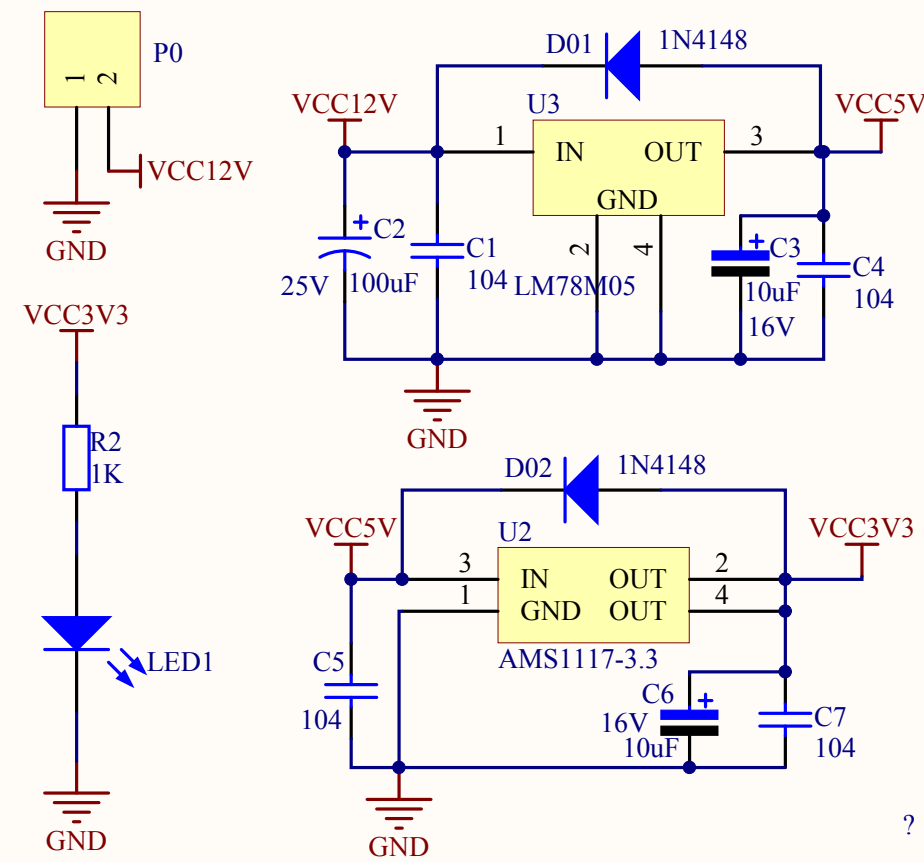 P0
1
2
VCC12V
GND
VCC3V3
R2
1K
LED1
GND
D01
1N4148
VCC12V
U3
VCC5V
1
IN
OUT
3
GND
2
4
C2
25V
100uF
C1
104
LM78M05
C3
10uF
16V
C4
104
GND
D02
1N4148
VCC5V
U2
VCC3V3
3
IN
OUT
2
1
GND
OUT
4
AMS1117-3.3
C5
104
C6
16V
10uF
C7
104
GND
?